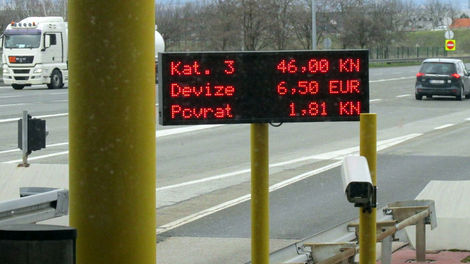 Kat. 3 46,00 KN
Devize 6,50 EUR
Povrat 1,81 KN